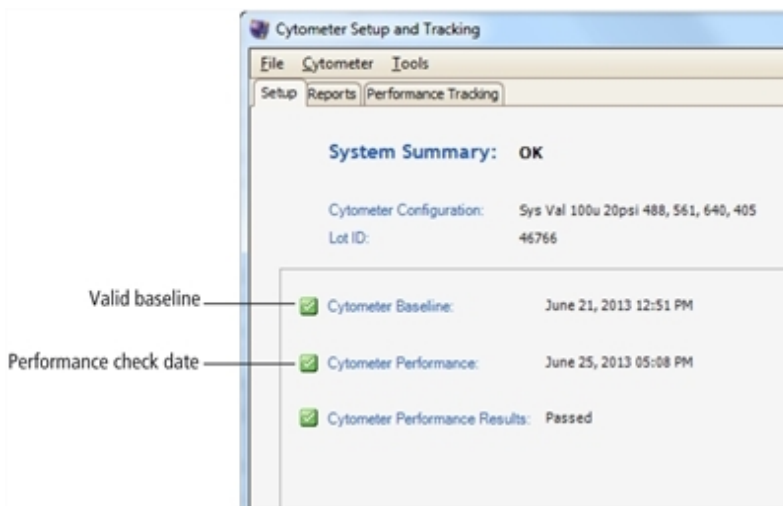 Cytometer Setup and Tracking
File Cytometer Tools
Setup Reports Performance Tracking
System Summary: OK
Cytometer Configuration: Sys Val 100u 20psi 488, 561, 640, 405
Lot ID: 46766
Valid baseline
Cytometer Baseline: June 21, 2013 12:51 PM
Performance check date
Cytometer Performance: June 25, 2013 05:08 PM
Cytometer Performance Results: Passed